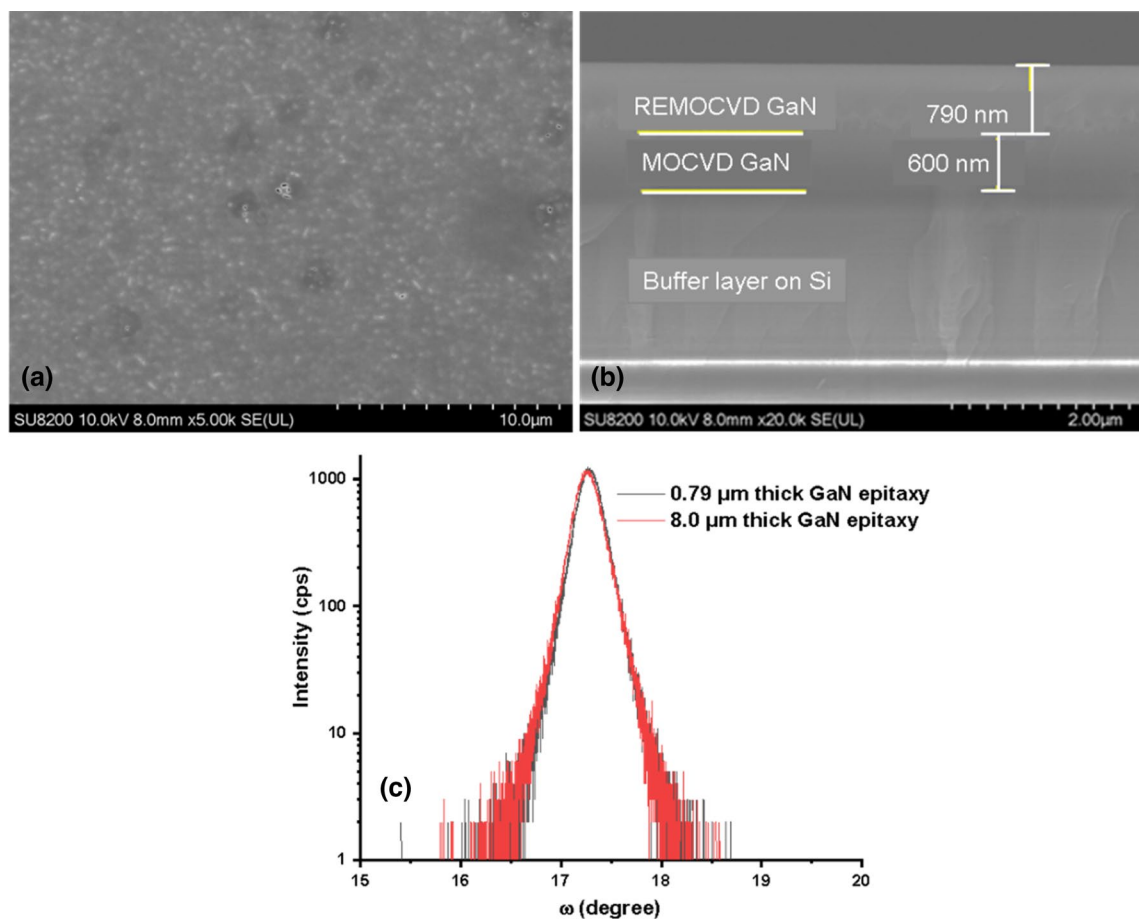 (a)
SU8200 10.0kV 8.0mm x5.00k SE(UL)
10.0µm
REMOCVD GaN
790 nm
MOCVD GaN
600 nm
Buffer layer on Si
(b)
SU8200 10.0kV 8.0mm x20.0k SE(UL)
2.00µm
1000
100
10
1
Intensity (cps)
0.79 µm thick GaN epitaxy
8.0 µm thick GaN epitaxy
(c)
15 16 17 18 19 20
ω (degree)